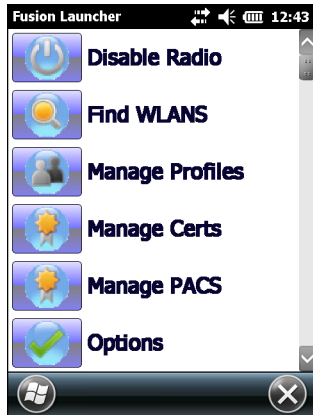 Fusion Launcher 12:43
Disable Radio
Find WLANS
Manage Profiles
Manage Certs
Manage PACS
Options